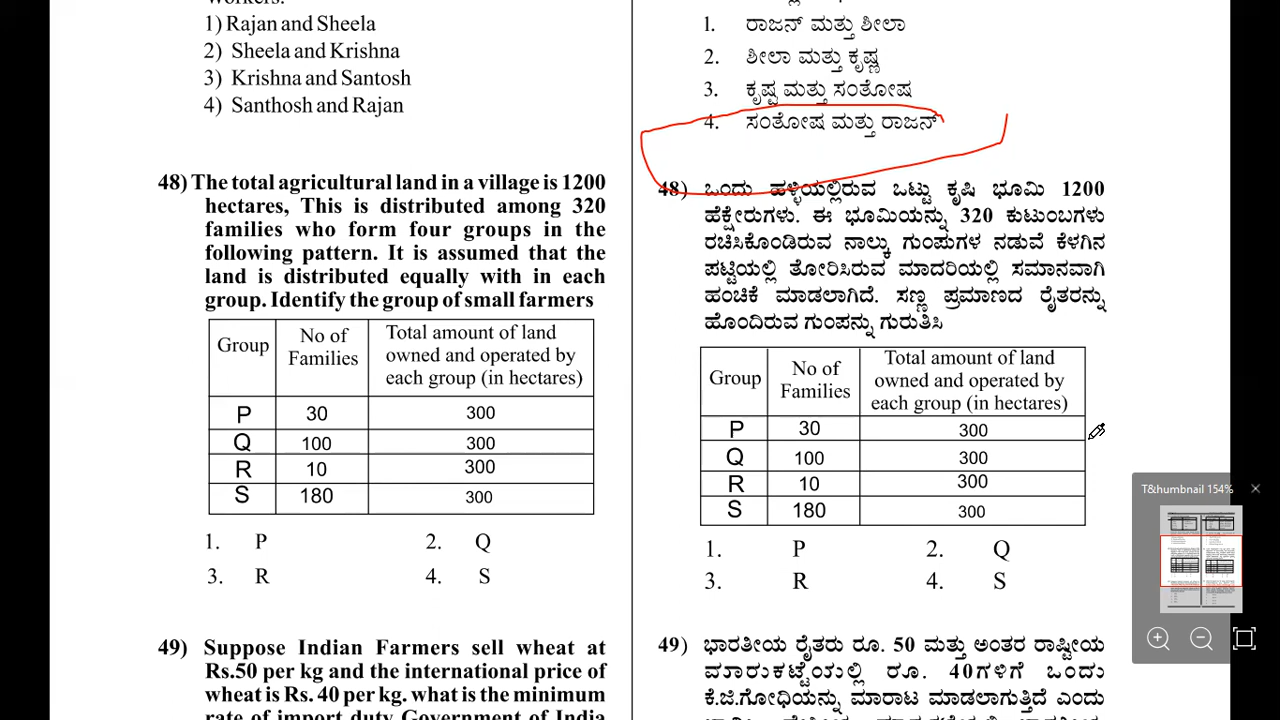 1) Rajan and Sheela
2) Sheela and Krishna
3) Krishna and Santosh
4) Santhosh and Rajan
48) The total agricultural land in a village is 1200
hectares, This is distributed among 320
families who form four groups in the
following pattern. It is assumed that the
land is distributed equally with in each
group. Identify the group of small farmers
Group No of Families Total amount of land owned and operated by each group (in hectares)
P 30 300
Q 100 300
R 10 300
S 180 300
1. P 2. Q
3. R 4. S
49) Suppose Indian Farmers sell wheat at
Rs.50 per kg and the international price of
wheat is Rs. 40 per kg. what is the minimum
rate of import duty Government of India
1. ರಾಜನ್ ಮತ್ತು ಶೀಲಾ
2. ಶೀಲಾ ಮತ್ತು ಕೃಷ್ಣ
3. ಕೃಷ್ಣ ಮತ್ತು ಸಂತೋಷ
4. ಸಂತೋಷ ಮತ್ತು ರಾಜನ್
48) ಒಂದು ಹಳ್ಳಿಯಲ್ಲಿರುವ ಒಟ್ಟು ಕೃಷಿ ಭೂಮಿ 1200
ಹೆಕ್ಟೇರುಗಳು. ಈ ಭೂಮಿಯನ್ನು 320 ಕುಟುಂಬಗಳು
ರಚಿಸಿಕೊಂಡಿರುವ ನಾಲ್ಕು ಗುಂಪುಗಳ ನಡುವೆ ಕೆಳಗಿನ
ಪಟ್ಟಿಯಲ್ಲಿ ತೋರಿಸಿರುವ ಮಾದರಿಯಲ್ಲಿ ಸಮಾನವಾಗಿ
ಹಂಚಿಕೆ ಮಾಡಲಾಗಿದೆ. ಸಣ್ಣ ಪ್ರಮಾಣದ ರೈತರನ್ನು
ಹೊಂದಿರುವ ಗುಂಪನ್ನು ಗುರುತಿಸಿ
Group No of Families Total amount of land owned and operated by each group (in hectares)
P 30 300
Q 100 300
R 10 300
S 180 300
1. P 2. Q
3. R 4. S
49) ಭಾರತೀಯ ರೈತರು ರೂ. 50 ಮತ್ತು ಅಂತರ ರಾಷ್ಟ್ರೀಯ
ಮಾರುಕಟ್ಟೆಯಲ್ಲಿ ರೂ. 40ಗಳಿಗೆ ಒಂದು
ಕೆ.ಜಿ.ಗೋಧಿಯನ್ನು ಮಾರಾಟ ಮಾಡಲಾಗುತ್ತಿದೆ ಎಂದು
T&humbnail 154%